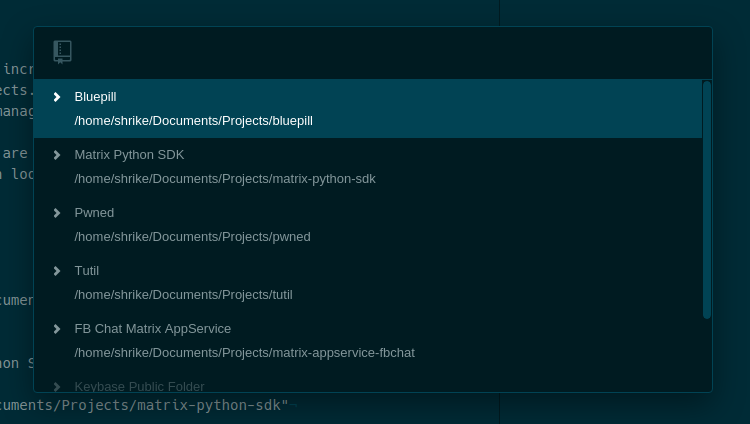 incr
Bluepill
ects.
manag
/home/shrike/Documents/Projects/bluepill
are
Matrix Python SDK
loc
/home/shrike/Documents/Projects/matrix-python-sdk
Pwned
/home/shrike/Documents/Projects/pwned
Tutil
/home/shrike/Documents/Projects/tutil
cumen
FB Chat Matrix AppService
/home/shrike/Documents/Projects/matrix-appservice-fbchat
hon S
Keybase Public Folder
cuments/Projects/matrix-python-sdk"